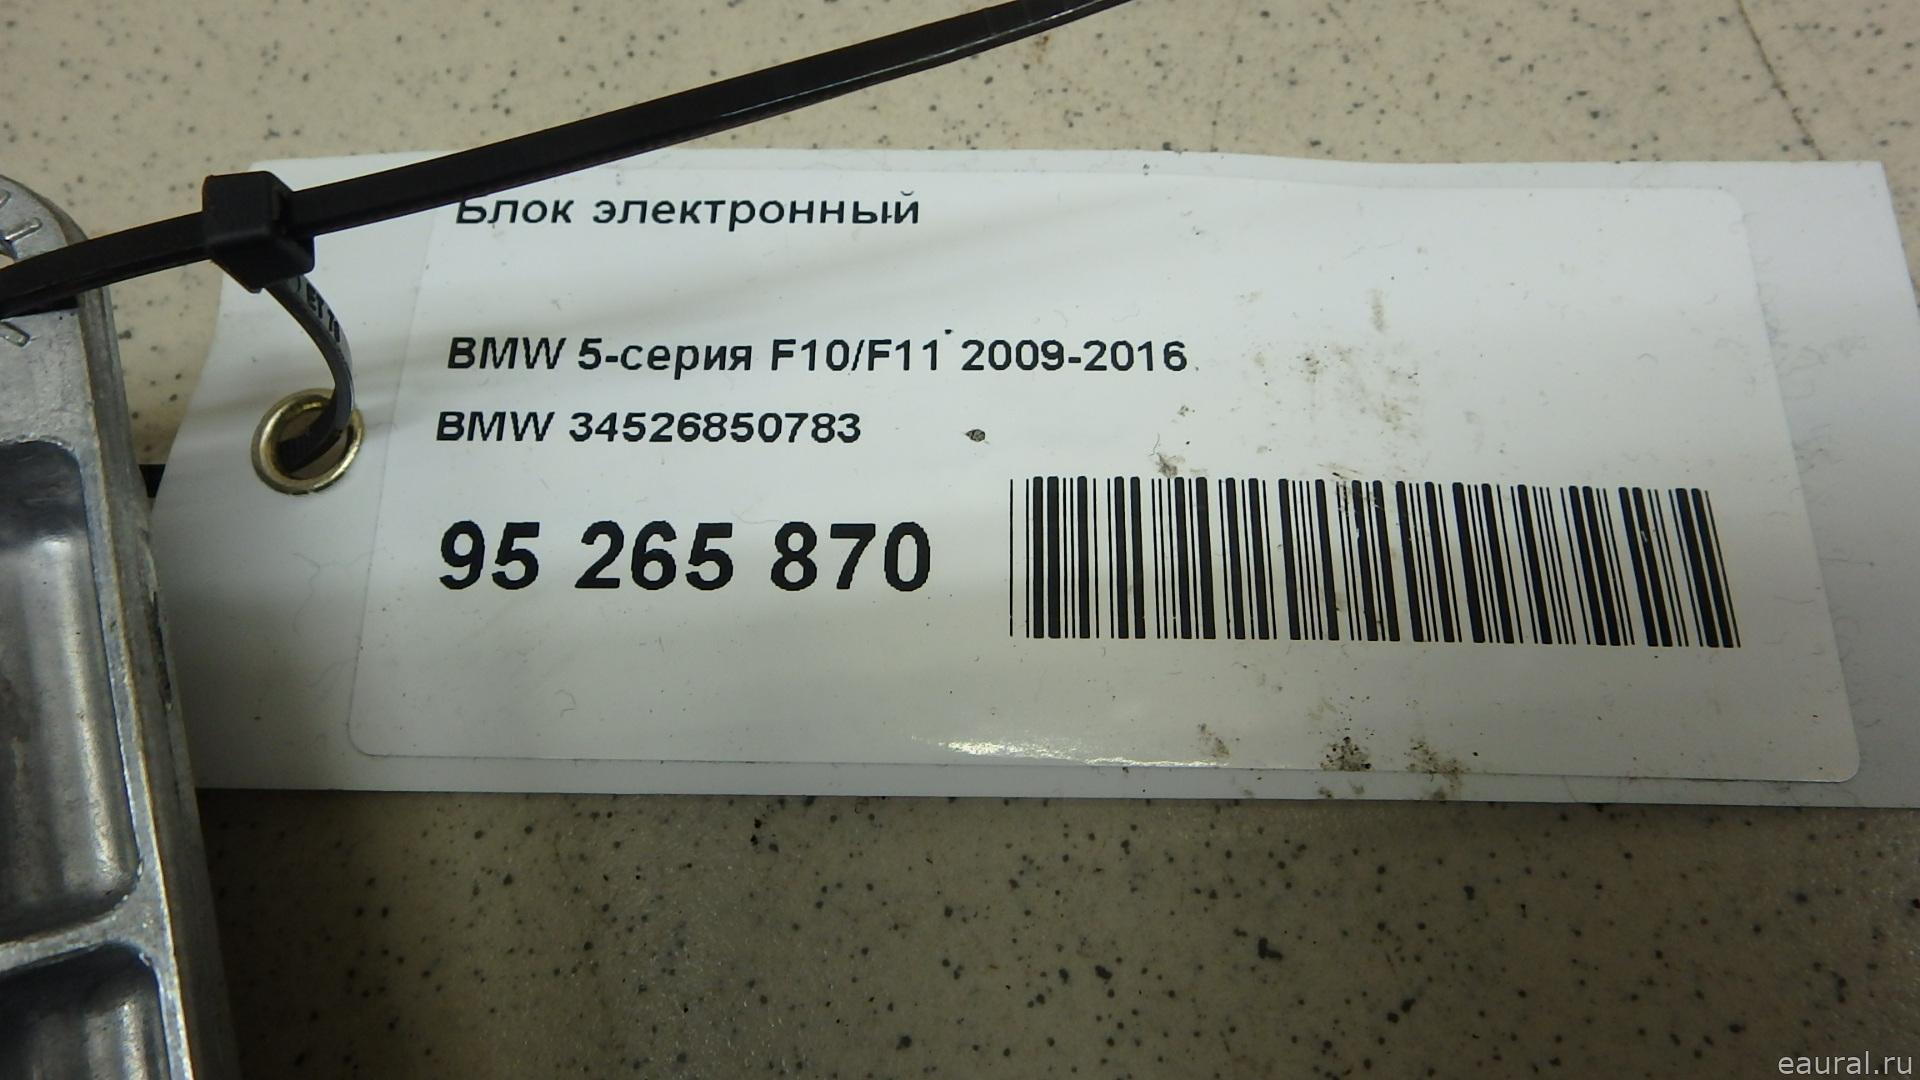 Блок электронный
BMW 5-серия F10/F11 2009-2016
BMW 34526850783
95 265 870
eaural.ru